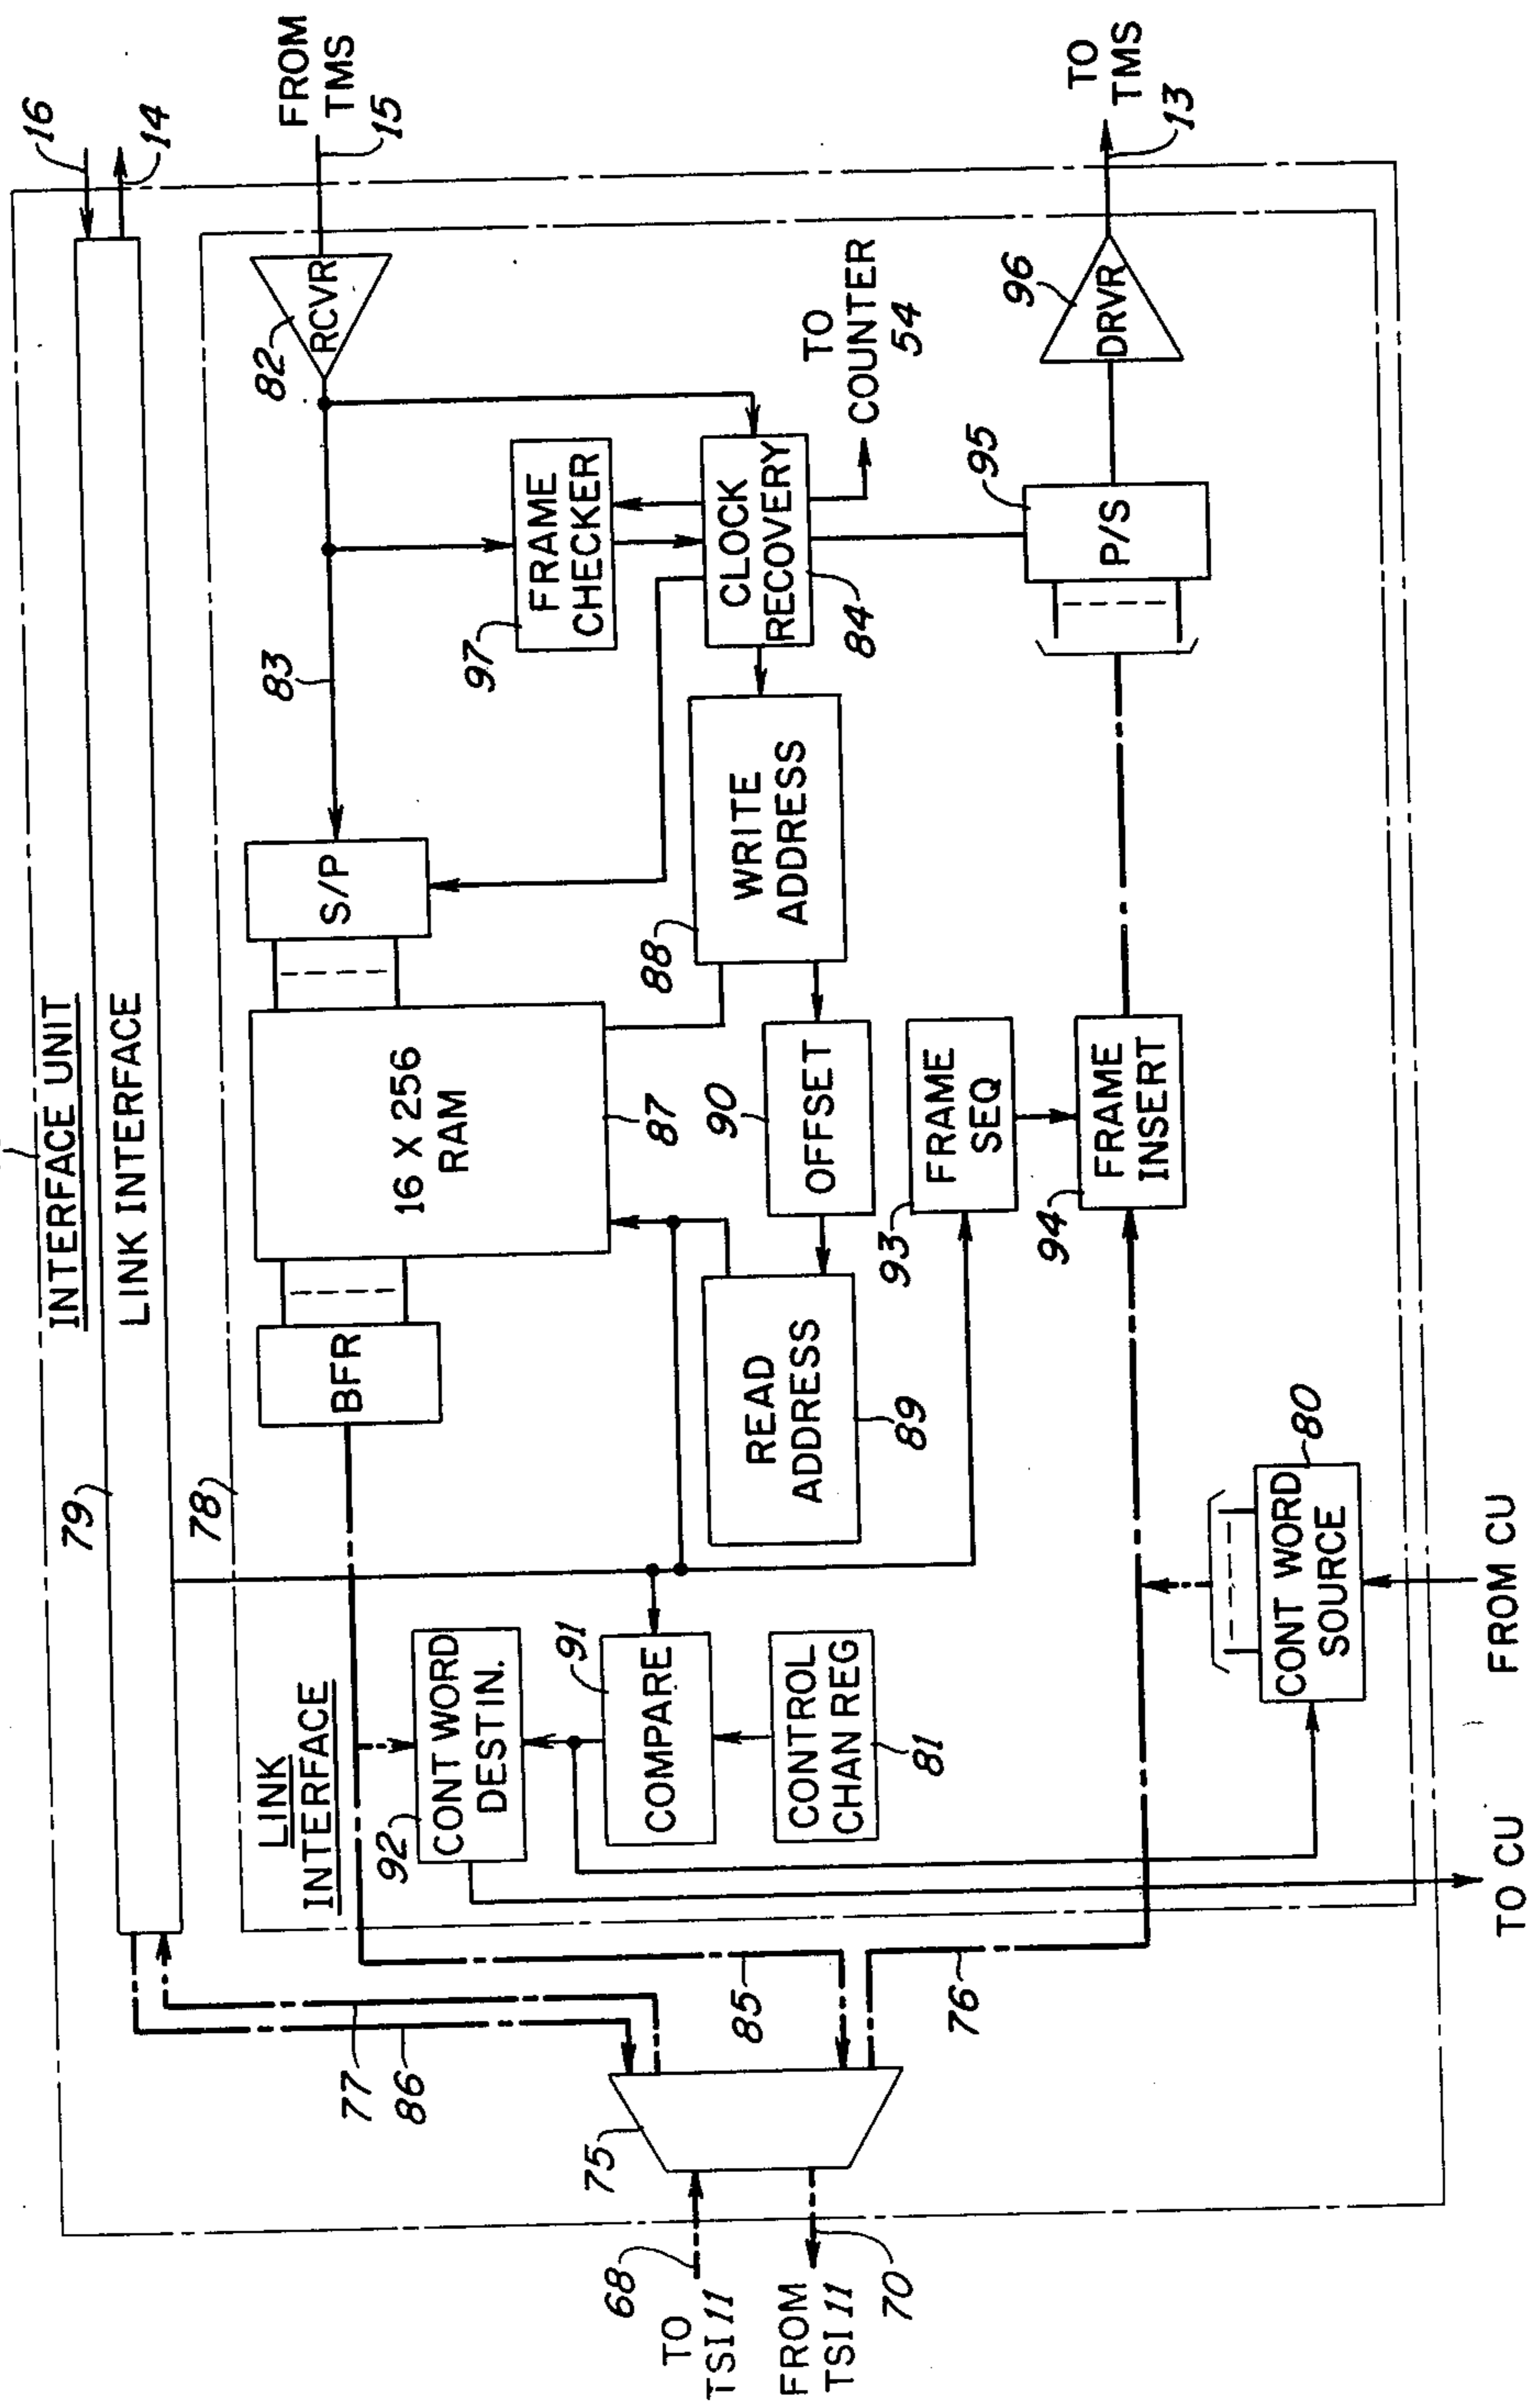 INTERFACE UNIT
16
14
79
LINK INTERFACE
78
FROM
TMS
15
82
RCVR
83
S/P
16 X 256
RAM
87
BFR
LINK
INTERFACE
97
FRAME
CHECKER
CLOCK
RECOVERY
84
TO
COUNTER
54
88
WRITE
ADDRESS
90
OFFSET
READ
ADDRESS
89
92
CONT WORD
DESTIN.
91
COMPARE
CONTROL
CHAN REG
81
93
FRAME
SEQ
94
FRAME
INSERT
95
P/S
96
DRVR
TO
TMS
13
77
86
85
76
75
68
TO
TSI 11
FROM
TSI 11
70
80
CONT WORD
SOURCE
TO CU
FROM CU